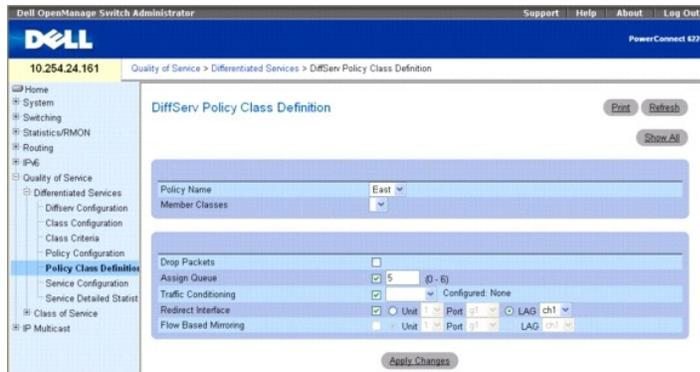 Dell OpenManage Switch Administrator
Support Help About Log Out
DELL
PowerConnect 622
10.254.24.161
Quality of Service > Differentiated Services > DiffServ Policy Class Definition
Home
System
Switching
Statistics/RMON
Routing
IPv6
Quality of Service
Differentiated Services
Diffserv Configuration
Class Configuration
Class Criteria
Policy Configuration
Policy Class Definition
Service Configuration
Service Detailed Statist
Class of Service
IP Multicast
DiffServ Policy Class Definition
Print Refresh
Show All
Policy Name East
Member Classes
Drop Packets
Assign Queue 5 (0 - 6)
Traffic Conditioning Configured: None
Redirect Interface Unit 1 Port g1 LAG ch1
Flow Based Mirroring Unit 1 Port g1 LAG ch1
Apply Changes